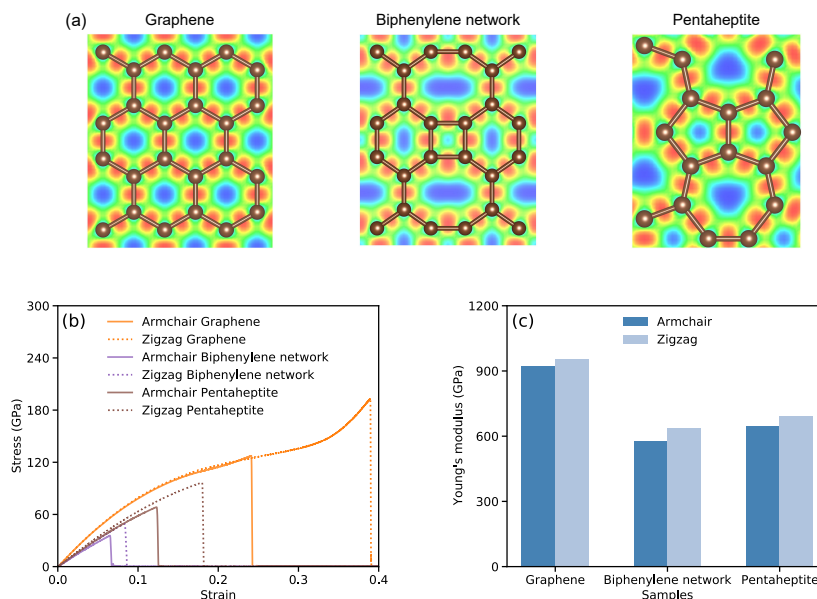 (a)
Graphene
Biphenylene network
Pentaheptite
(b)
300
240
180
120
60
0
Stress (GPa)
Armchair Graphene
Zigzag Graphene
Armchair Biphenylene network
Zigzag Biphenylene network
Armchair Pentaheptite
Zigzag Pentaheptite
0.0 0.1 0.2 0.3 0.4
Strain
(c)
1200
900
600
300
0
Young's modulus (GPa)
Armchair
Zigzag
Graphene Biphenylene network Pentaheptite
Samples